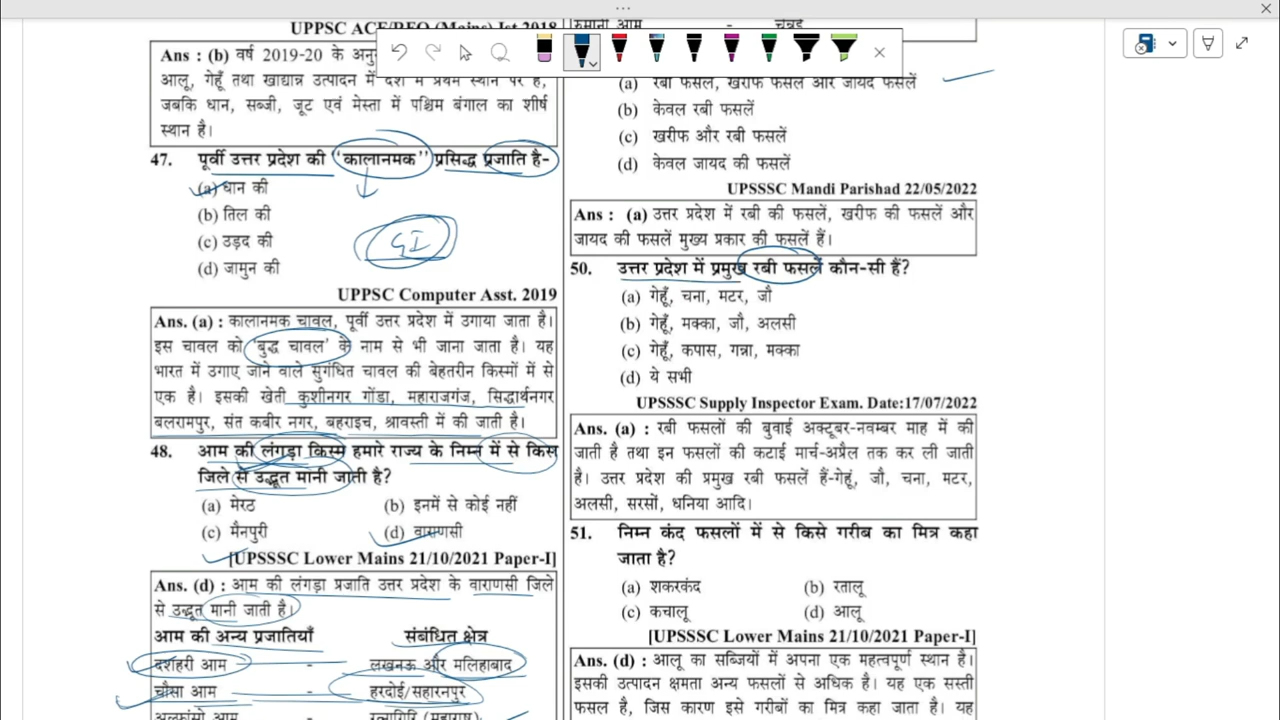 UPPSC ACF/RFO (Mains) Ist 2018
Ans : (b) वर्ष 2019-20 के
आलू, गेहूँ तथा खाद्यान्न उत्पादन में देश में प्रथम स्थान पर है,
जबकि धान, सब्जी, जूट एवं मेस्ता में पश्चिम बंगाल का शीर्ष
स्थान है।
47. पूर्वी उत्तर प्रदेश की ‘‘कालानमक’’ प्रसिद्ध प्रजाति है-
(a) धान की
(b) तिल की
(c) उड़द की
(d) जामुन की
GI
UPPSC Computer Asst. 2019
Ans. (a) : कालानमक चावल, पूर्वी उत्तर प्रदेश में उगाया जाता है।
इस चावल को ‘बुद्ध चावल’ के नाम से भी जाना जाता है। यह
भारत में उगाए जाने वाले सुगंधित चावल की बेहतरीन किस्मों में से
एक है। इसकी खेती कुशीनगर गोंडा, महाराजगंज, सिद्धार्थनगर
बलरामपुर, संत कबीर नगर, बहराइच, श्रावस्ती में की जाती है।
48. आम की लंगड़ा किस्म हमारे राज्य के निम्न में से किस
जिले से उद्भूत मानी जाती है?
(a) मेरठ (b) इनमें से कोई नहीं
(c) मैनपुरी (d) वाराणसी
[UPSSSC Lower Mains 21/10/2021 Paper-I]
Ans. (d) : आम की लंगड़ा प्रजाति उत्तर प्रदेश के वाराणसी जिले
से उद्भूत मानी जाती है।
आम की अन्य प्रजातियाँ संबंधित क्षेत्र
दशहरी आम - लखनऊ और मलिहाबाद
चौसा आम - हरदोई/सहारनपुर
अल्फांसो आम - रत्नागिरि (महाराष्ट्र)
रुमानी आम - चेन्नई
(a) रबी फसलें, खरीफ फसलें और जायद फसलें
(b) केवल रबी फसलें
(c) खरीफ और रबी फसलें
(d) केवल जायद की फसलें
UPSSSC Mandi Parishad 22/05/2022
Ans : (a) उत्तर प्रदेश में रबी की फसलें, खरीफ की फसलें और
जायद की फसलें मुख्य प्रकार की फसलें हैं।
50. उत्तर प्रदेश में प्रमुख रबी फसलें कौन-सी हैं?
(a) गेहूँ, चना, मटर, जौ
(b) गेहूँ, मक्का, जौ, अलसी
(c) गेहूँ, कपास, गन्ना, मक्का
(d) ये सभी
UPSSSC Supply Inspector Exam. Date:17/07/2022
Ans. (a) : रबी फसलों की बुवाई अक्टूबर-नवम्बर माह में की
जाती है तथा इन फसलों की कटाई मार्च-अप्रैल तक कर ली जाती
है। उत्तर प्रदेश की प्रमुख रबी फसलें हैं-गेहूं, जौ, चना, मटर,
अलसी, सरसों, धनिया आदि।
51. निम्न कंद फसलों में से किसे गरीब का मित्र कहा
जाता है?
(a) शकरकंद (b) रतालू
(c) कचालू (d) आलू
[UPSSSC Lower Mains 21/10/2021 Paper-I]
Ans. (d) : आलू का सब्जियों में अपना एक महत्वपूर्ण स्थान है।
इसकी उत्पादन क्षमता अन्य फसलों से अधिक है। यह एक सस्ती
फसल है, जिस कारण इसे गरीबों का मित्र कहा जाता है। यह